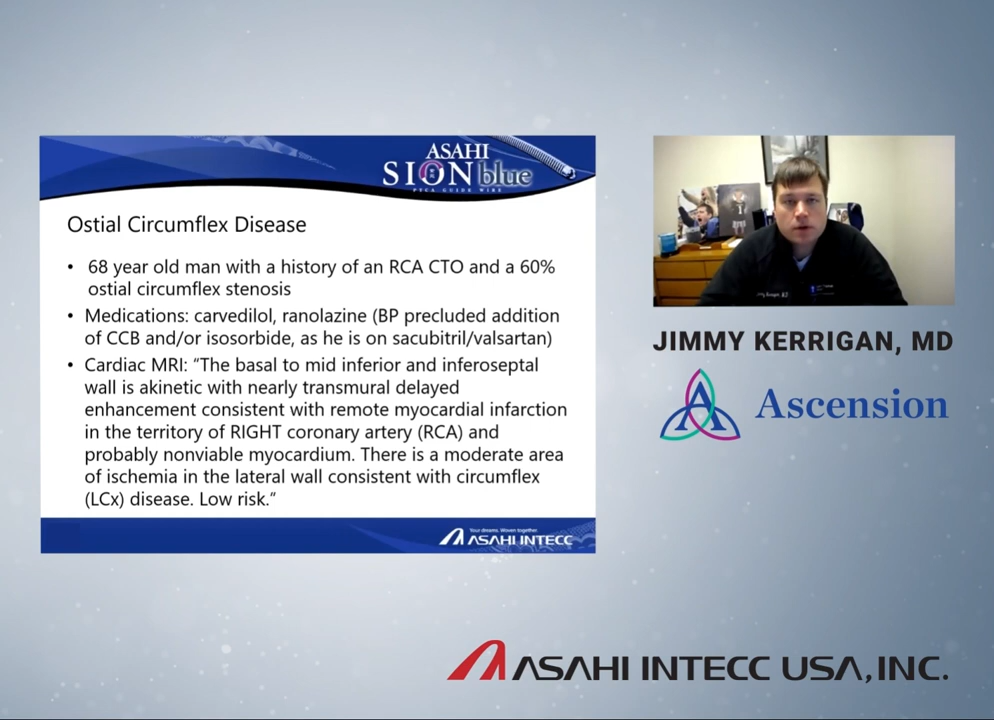 ASAHI
SION blue
PTCA GUIDE WIRE
Ostial Circumflex Disease
• 68 year old man with a history of an RCA CTO and a 60%
ostial circumflex stenosis
• Medications: carvedilol, ranolazine (BP precluded addition
of CCB and/or isosorbide, as he is on sacubitril/valsartan)
• Cardiac MRI: “The basal to mid inferior and inferoseptal
wall is akinetic with nearly transmural delayed
enhancement consistent with remote myocardial infarction
in the territory of RIGHT coronary artery (RCA) and
probably nonviable myocardium. There is a moderate area
of ischemia in the lateral wall consistent with circumflex
(LCx) disease. Low risk.”
Your dreams. Woven together.
ASAHI INTECC
JIMMY KERRIGAN, MD
Ascension
ASAHI INTECC USA, INC.